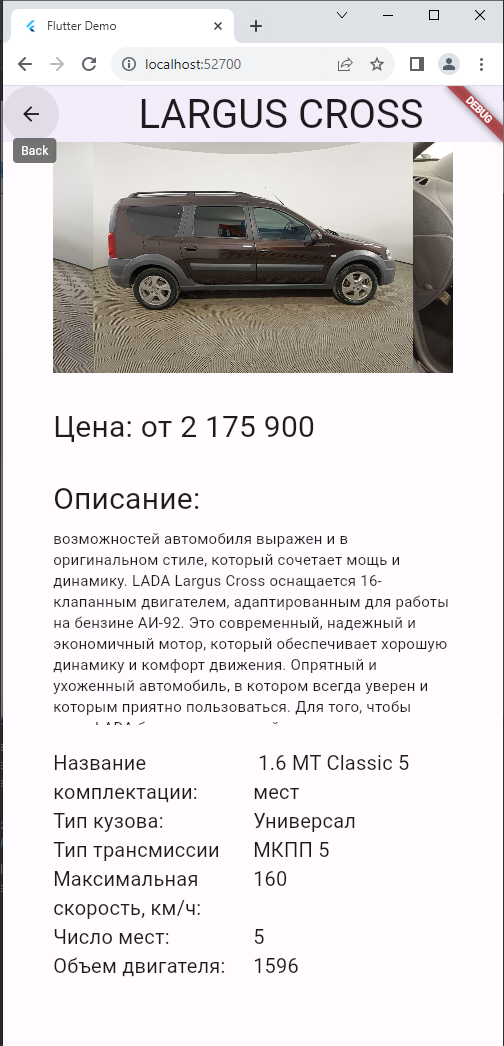 Flutter Demo
localhost:52700
LARGUS CROSS
DEBUG
Back
Цена: от 2 175 900
Описание:
возможностей автомобиля выражен и в
оригинальном стиле, который сочетает мощь и
динамику. LADA Largus Cross оснащается 16-
клапанным двигателем, адаптированным для работы
на бензине АИ-92. Это современный, надежный и
экономичный мотор, который обеспечивает хорошую
динамику и комфорт движения. Опрятный и
ухоженный автомобиль, в котором всегда уверен и
которым приятно пользоваться. Для того, чтобы
Название 1.6 MT Classic 5
комплектации: мест
Тип кузова: Универсал
Тип трансмиссии МКПП 5
Максимальная 160
скорость, км/ч:
Число мест: 5
Объем двигателя: 1596